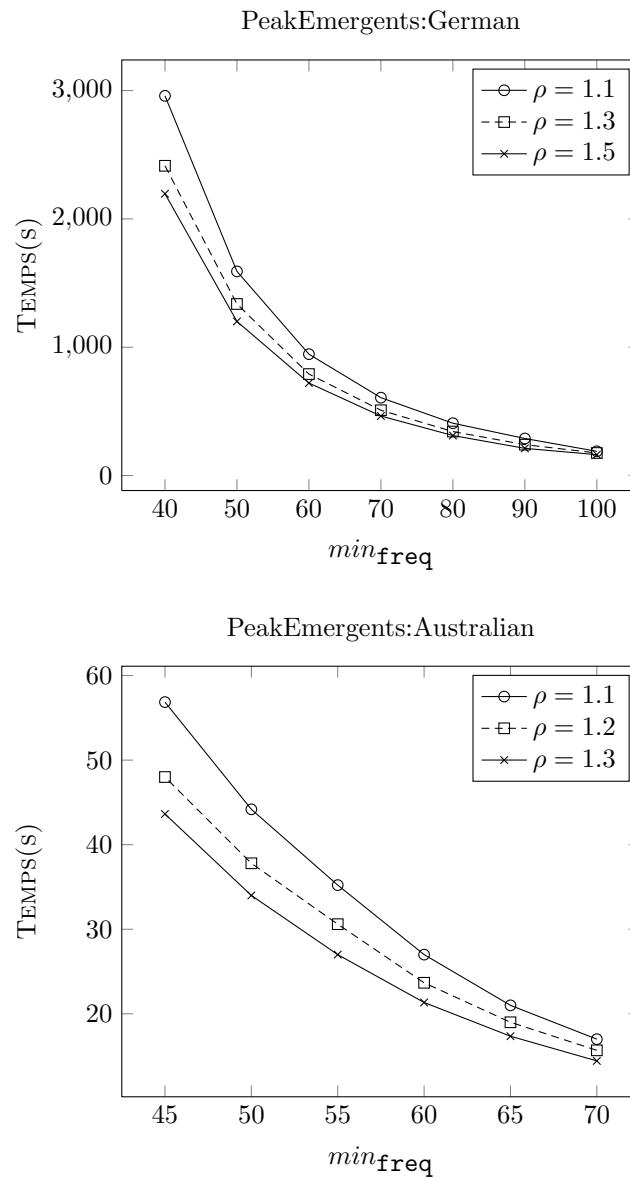 PeakEmergents:German
ρ = 1.1
ρ = 1.3
ρ = 1.5
3,000
2,000
1,000
0
TEMPS(S)
40 50 60 70 80 90 100
min_freq
PeakEmergents:Australian
ρ = 1.1
ρ = 1.2
ρ = 1.3
60
50
40
30
20
TEMPS(S)
45 50 55 60 65 70
min_freq